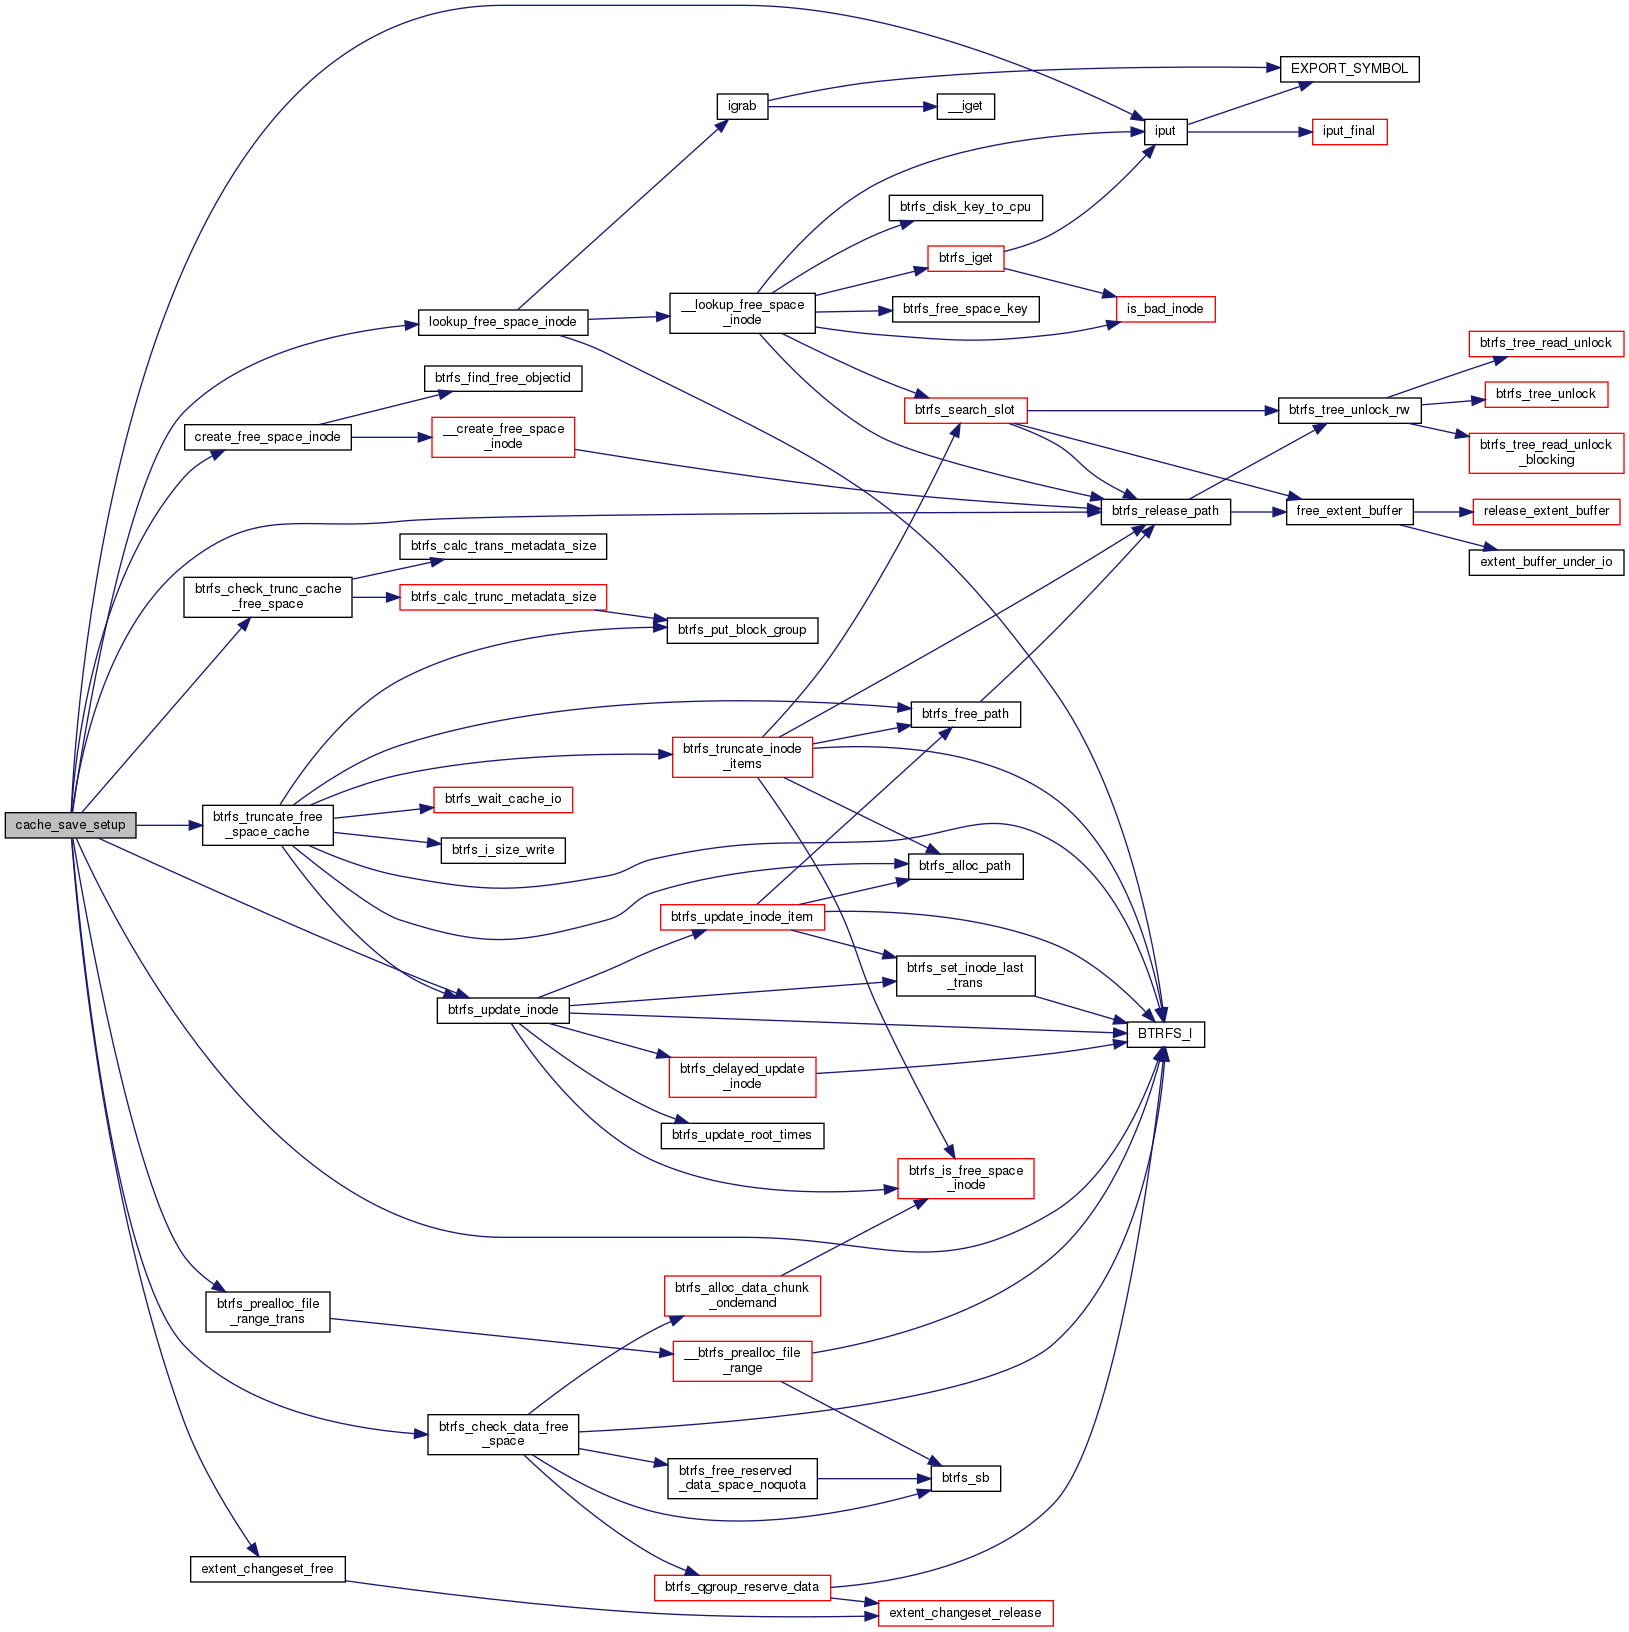 EXPORT_SYMBOL
igrab
__iget
iput
iput_final
btrfs_disk_key_to_cpu
btrfs_iget
__lookup_free_space
_inode
btrfs_free_space_key
is_bad_inode
lookup_free_space_inode
btrfs_tree_read_unlock
btrfs_find_free_objectid
btrfs_tree_unlock
btrfs_search_slot
btrfs_tree_unlock_rw
create_free_space_inode
__create_free_space
_inode
btrfs_tree_read_unlock
_blocking
btrfs_release_path
free_extent_buffer
release_extent_buffer
btrfs_calc_trans_metadata_size
extent_buffer_under_io
btrfs_check_trunc_cache
_free_space
btrfs_calc_trunc_metadata_size
btrfs_put_block_group
btrfs_free_path
btrfs_truncate_inode
_items
btrfs_wait_cache_io
cache_save_setup
btrfs_truncate_free
_space_cache
btrfs_i_size_write
btrfs_alloc_path
btrfs_update_inode_item
btrfs_set_inode_last
_trans
btrfs_update_inode
BTRFS_I
btrfs_delayed_update
_inode
btrfs_update_root_times
btrfs_is_free_space
_inode
btrfs_alloc_data_chunk
_ondemand
btrfs_prealloc_file
_range_trans
__btrfs_prealloc_file
_range
btrfs_check_data_free
_space
btrfs_free_reserved
_data_space_noquota
btrfs_sb
extent_changeset_free
btrfs_qgroup_reserve_data
extent_changeset_release